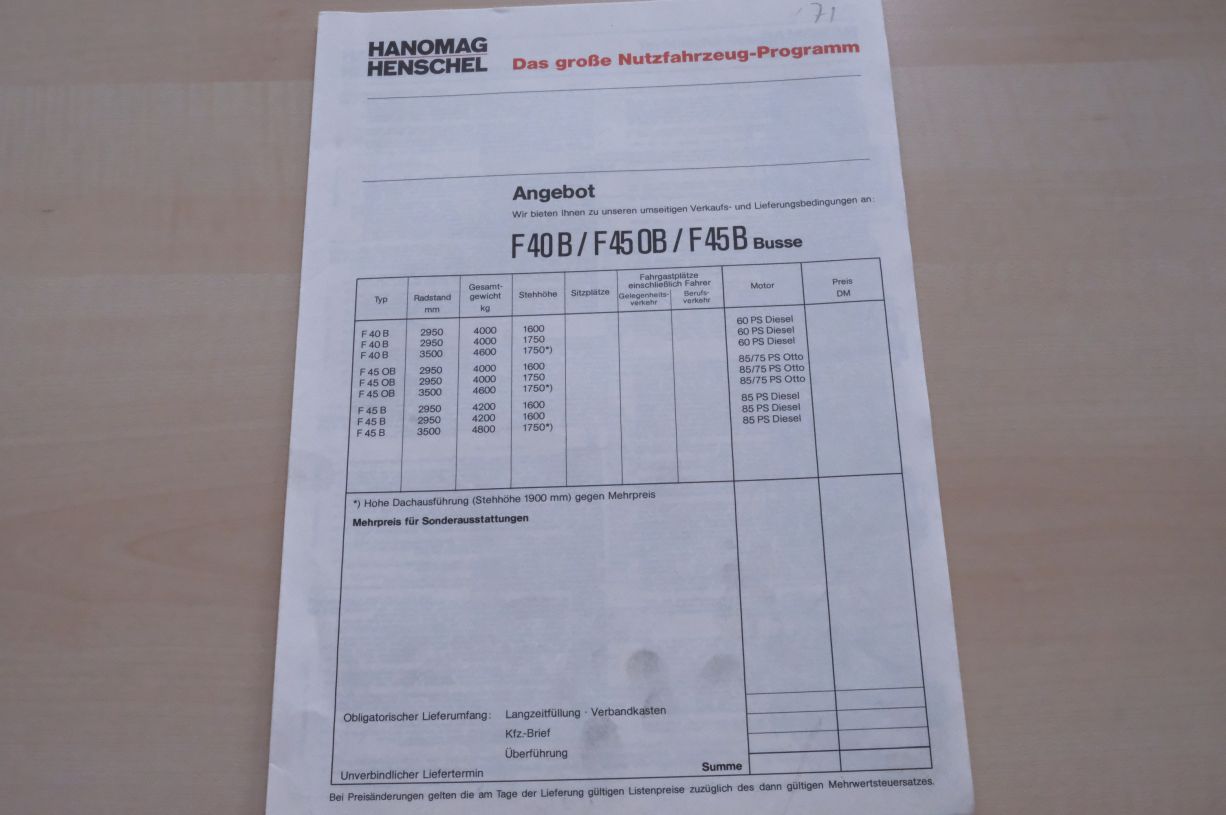 71
HANOMAG
HENSCHEL
Das große Nutzfahrzeug-Programm
Angebot
Wir bieten Ihnen zu unseren umseitigen Verkaufs- und Lieferungsbedingungen an:
F40B / F45OB / F45B Busse
Typ Radstand mm Gesamt-gewicht kg Stehhöhe Sitzplätze Fahrgastplätze einschließlich Fahrer Gelegenheits-verkehr Berufs-verkehr Motor Preis DM
F 40 B 2950 4000 1600 60 PS Diesel
F 40 B 2950 4000 1750 60 PS Diesel
F 40 B 3500 4600 1750*) 60 PS Diesel
F 45 OB 2950 4000 1600 85/75 PS Otto
F 45 OB 2950 4000 1750 85/75 PS Otto
F 45 OB 3500 4600 1750*) 85/75 PS Otto
F 45 B 2950 4200 1600 85 PS Diesel
F 45 B 2950 4200 1600 85 PS Diesel
F 45 B 3500 4800 1750*) 85 PS Diesel
*) Hohe Dachausführung (Stehhöhe 1900 mm) gegen Mehrpreis
Mehrpreis für Sonderausstattungen
Obligatorischer Lieferumfang: Langzeitfüllung · Verbandkasten
Kfz.-Brief
Überführung
Unverbindlicher Liefertermin Summe
Bei Preisänderungen gelten die am Tage der Lieferung gültigen Listenpreise zuzüglich des dann gültigen Mehrwertsteuersatzes.